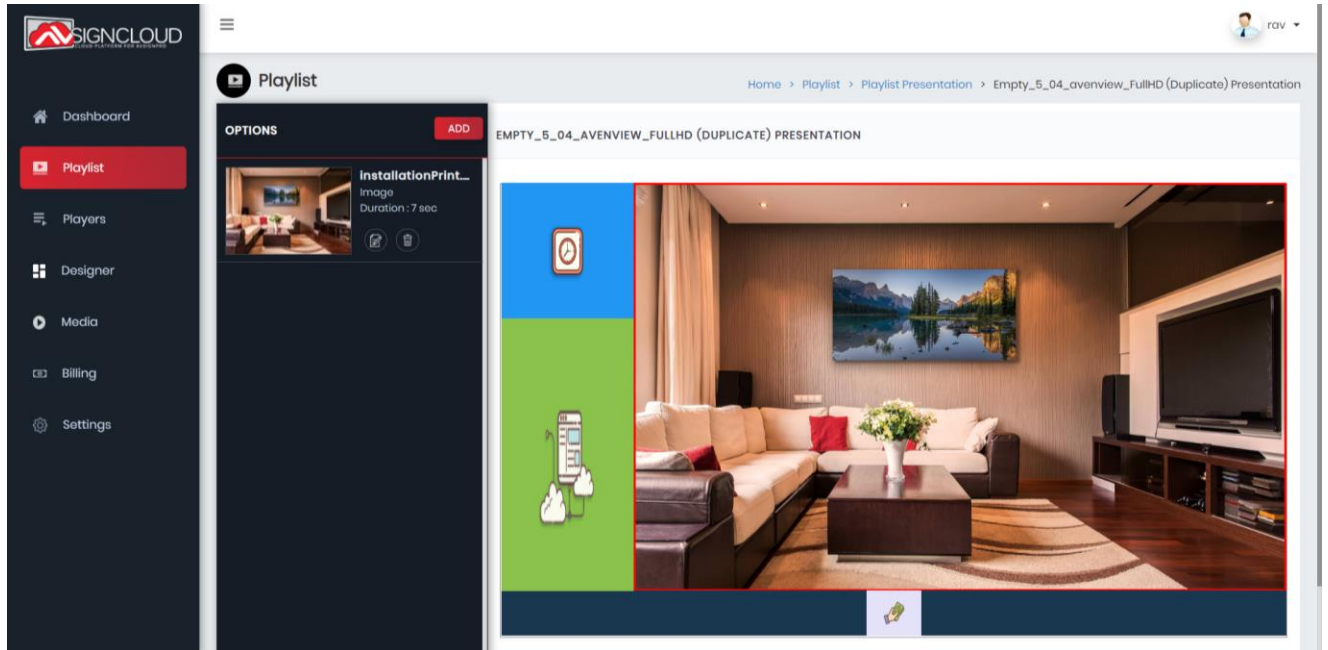 SIGNCLOUD
CLOUD PLATFORM FOR AVSIGNPRO
rav
Playlist
Home > Playlist > Playlist Presentation > Empty_5_04_avenview_FullHD (Duplicate) Presentation
Dashboard
Playlist
Players
Designer
Media
Billing
Settings
OPTIONS
ADD
installationPrint...
Image
Duration : 7 sec
EMPTY_5_04_AVENVIEW_FULLHD (DUPLICATE) PRESENTATION